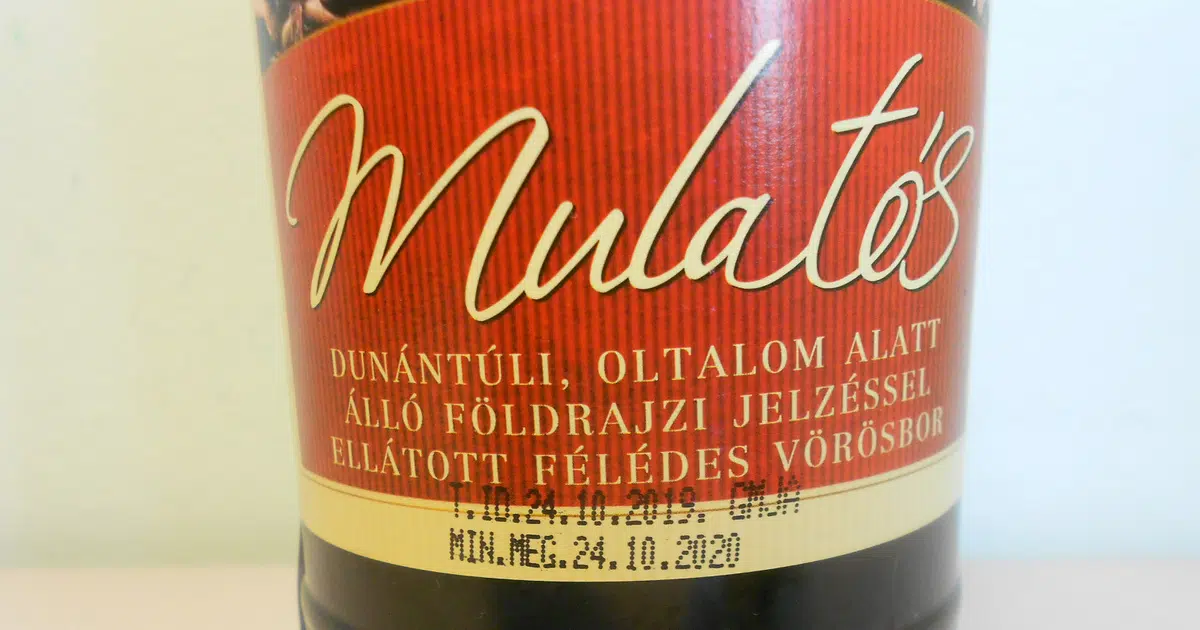 Mulatós
DUNÁNTÚLI, OLTALOM ALATT
ÁLLÓ FÖLDRAJZI JELZÉSSEL
ELLÁTOTT FÉLÉDES VÖRÖSBOR
T.ID.24.10.2019. GMJA
MIN.MEG.24.10.2020